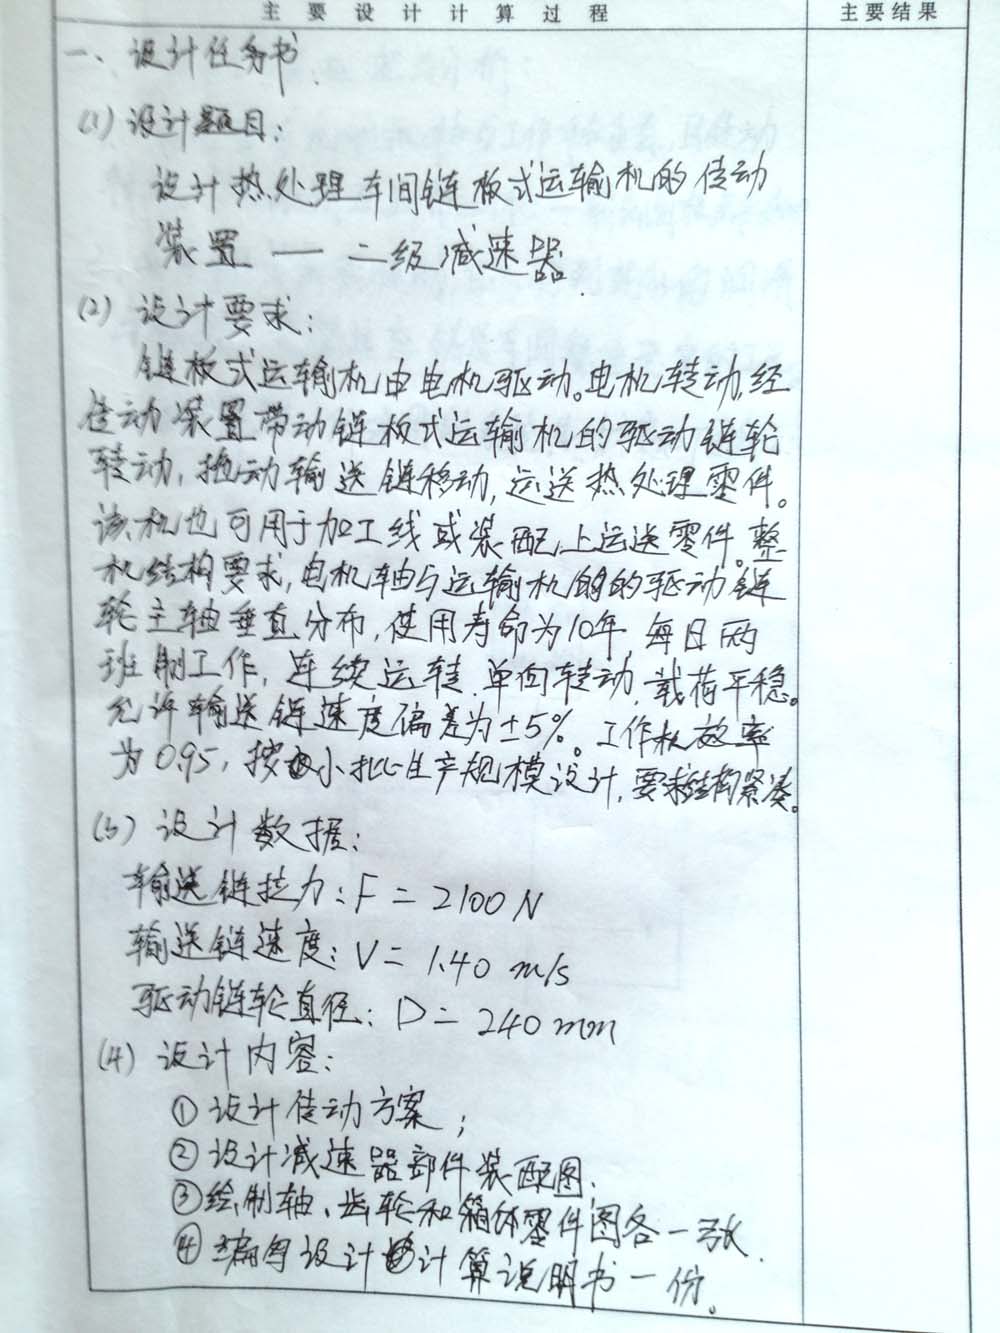 主要设计计算过程 主要结果
一、设计任务书
(1) 设计题目：
设计热处理车间链板式运输机的传动
装置 — 二级减速器.
(2) 设计要求：
链板式运输机由电机驱动。电机转动,经
传动装置带动链板式运输机的驱动链轮
转动，拖动输送链移动，运送热处理零件。
该机也可用于加工线或装配上运送零件。整
机结构要求，电机轴与运输机的的驱动链
轮主轴垂直分布，使用寿命为10年，每日两
班制工作，连续运转，单向转动，载荷平稳。
允许输送链速度偏差为±5%。工作机效率
为0.95，按小批生产规模设计，要求结构紧凑。
(3) 设计数据：
输送链拉力：F = 2100 N
输送链速度：V = 1.40 m/s
驱动链轮直径：D = 240 mm
(4) 设计内容：
① 设计传动方案；
② 设计减速器部件装配图.
③ 绘制轴、齿轮和箱体零件图各一张.
④ 编写设计计算说明书一份。